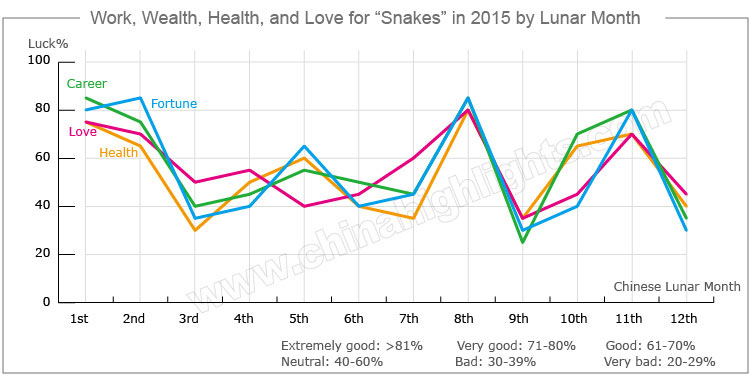 Work, Wealth, Health, and Love for “Snakes” in 2015 by Lunar Month
Luck%
100
Career
Fortune
80
Love
Health
60
40
20
www.chinahighlights.com
Chinese Lunar Month
0
1st 2nd 3rd 4th 5th 6th 7th 8th 9th 10th 11th 12th
Extremely good: >81% Very good: 71-80% Good: 61-70%
Neutral: 40-60% Bad: 30-39% Very bad: 20-29%